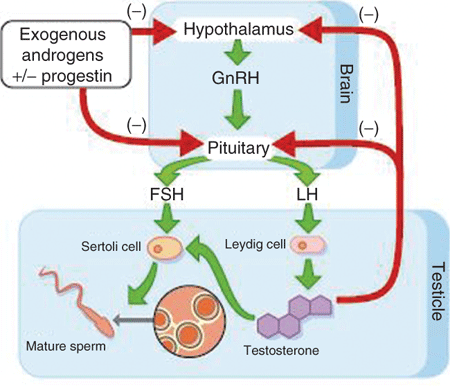 (–)
(–)
Exogenous
androgens
+/– progestin
Hypothalamus
GnRH
Brain
(–)
(–)
Pituitary
FSH
LH
Sertoli cell
Leydig cell
Testicle
Mature sperm
Testosterone